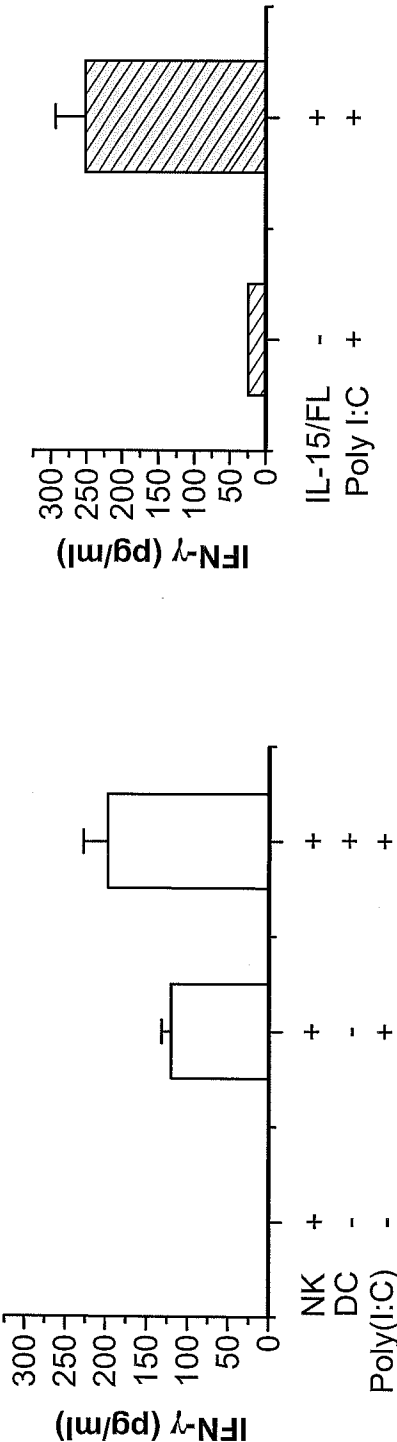 IFN-γ (pg/ml)
300
250
200
150
100
50
0
NK + + +
DC - - +
Poly(I:C) - + +
IFN-γ (pg/ml)
300
250
200
150
100
50
0
IL-15/FL - +
Poly I:C + +